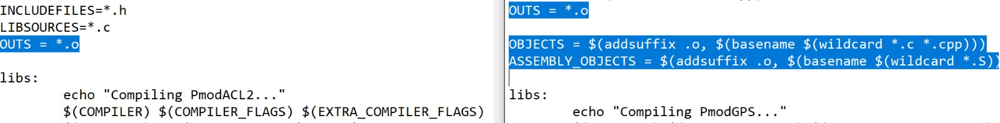 INCLUDEFILES=*.h
LIBSOURCES=*.c
OUTS = *.o
libs:
echo "Compiling PmodACL2..."
$(COMPILER) $(COMPILER_FLAGS) $(EXTRA_COMPILER_FLAGS)
OUTS = *.o
OBJECTS = $(addsuffix .o, $(basename $(wildcard *.c *.cpp)))
ASSEMBLY_OBJECTS = $(addsuffix .o, $(basename $(wildcard *.S))
libs:
echo "Compiling PmodGPS..."